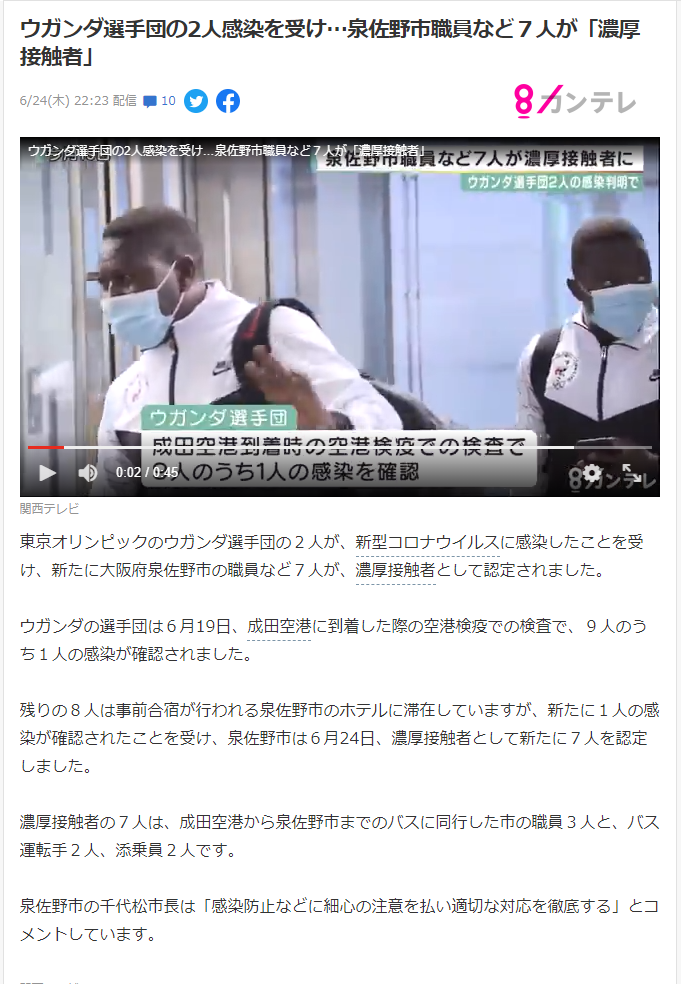 ウガンダ選手団の2人感染を受け…泉佐野市職員など７人が「濃厚
接触者」
6/24(木) 22:23 配信
10
8カンテレ
ウガンダ選手団の2人感染を受け…泉佐野市職員など７人が「濃厚接触者」
泉佐野市職員など7人が濃厚接触者に
ウガンダ選手団2人の感染判明で
ウガンダ選手団
成田空港到着時の空港検疫での検査で
9人のうち1人の感染を確認
0:02 / 0:45
8カンテレ
関西テレビ
東京オリンピックのウガンダ選手団の２人が、新型コロナウイルスに感染したことを受
け、新たに大阪府泉佐野市の職員など７人が、濃厚接触者として認定されました。
ウガンダの選手団は６月19日、成田空港に到着した際の空港検疫での検査で、９人のう
ち１人の感染が確認されました。
残りの８人は事前合宿が行われる泉佐野市のホテルに滞在していますが、新たに１人の感
染が確認されたことを受け、泉佐野市は６月24日、濃厚接触者として新たに７人を認定
しました。
濃厚接触者の７人は、成田空港から泉佐野市までのバスに同行した市の職員３人と、バス
運転手２人、添乗員２人です。
泉佐野市の千代松市長は「感染防止などに細心の注意を払い適切な対応を徹底する」とコ
メントしています。